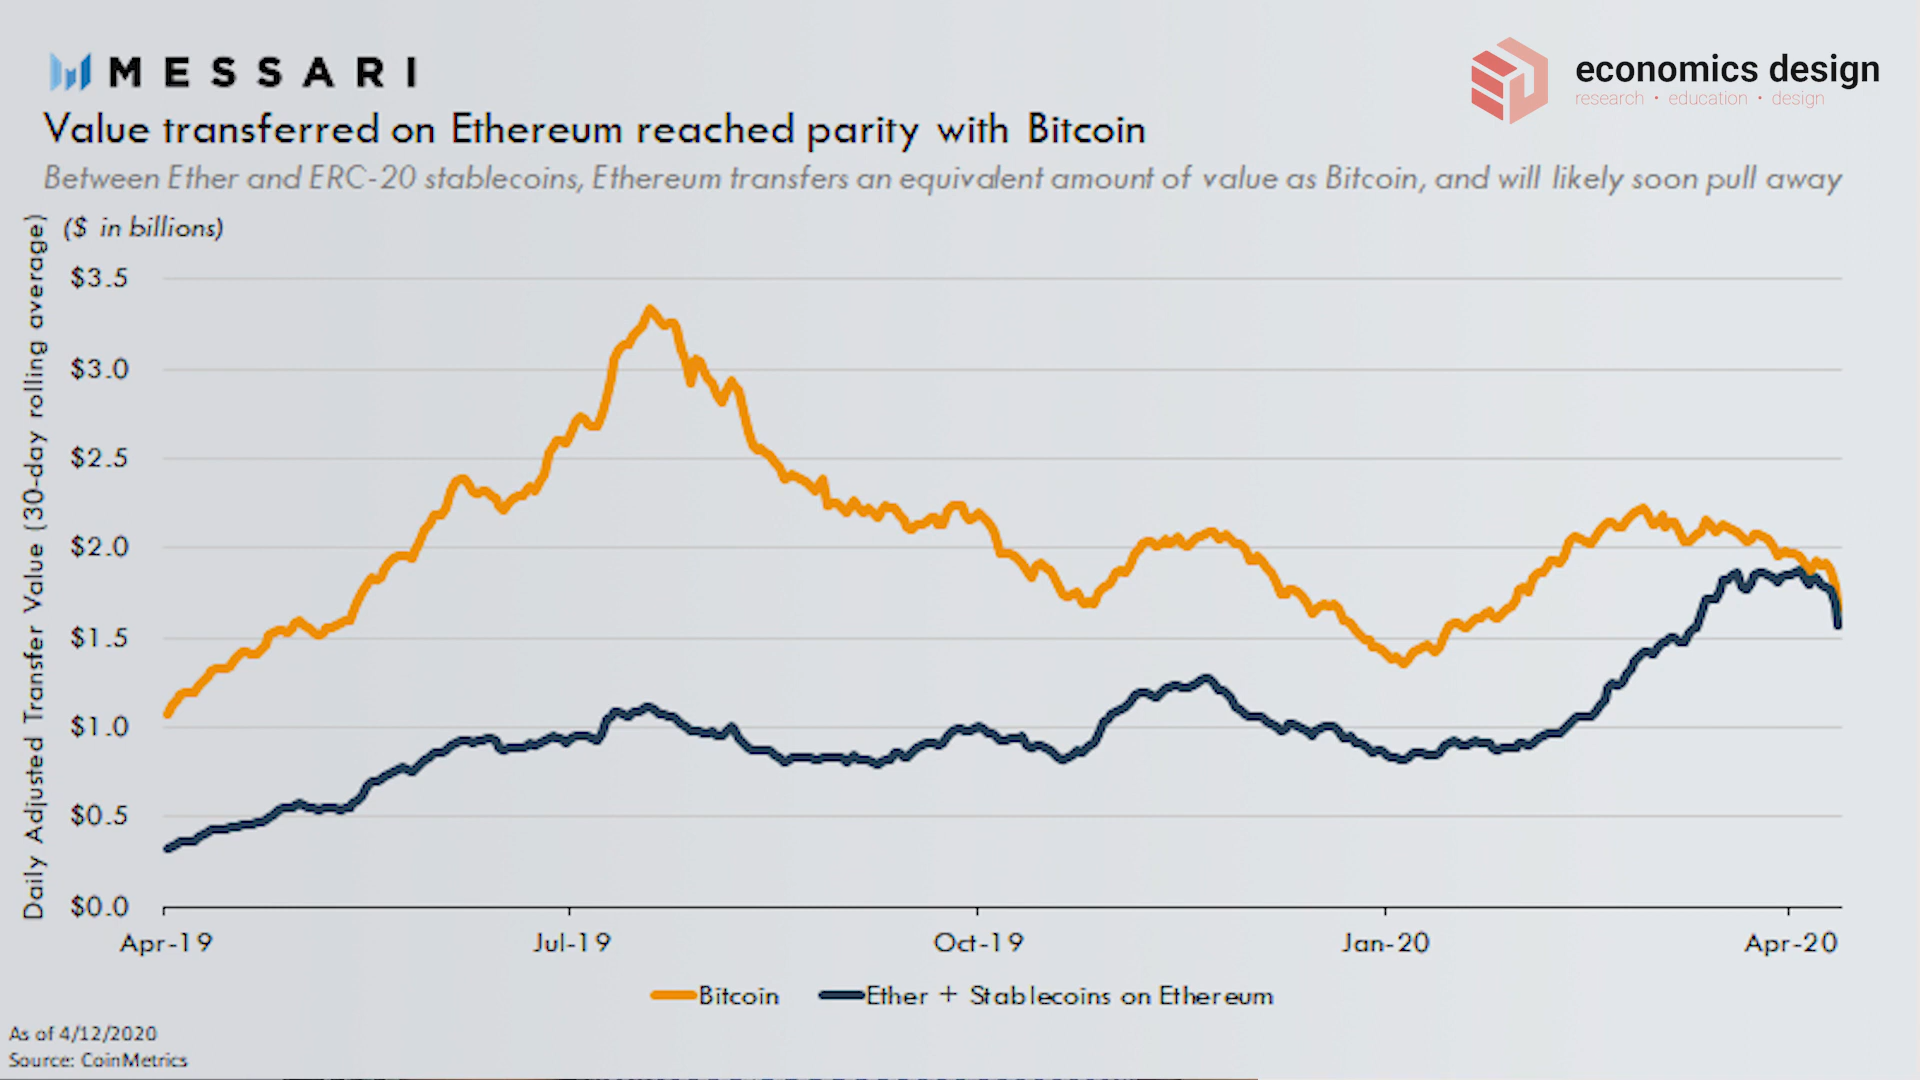 MESSARI
economics design
research • education • design
Value transferred on Ethereum reached parity with Bitcoin
Between Ether and ERC-20 stablecoins, Ethereum transfers an equivalent amount of value as Bitcoin, and will likely soon pull away
($ in billions)
Daily Adjusted Transfer Value (30-day rolling average)
$3.5
$3.0
$2.5
$2.0
$1.5
$1.0
$0.5
$0.0
Apr-19 Jul-19 Oct-19 Jan-20 Apr-20
Bitcoin Ether + Stablecoins on Ethereum
As of 4/12/2020
Source: CoinMetrics